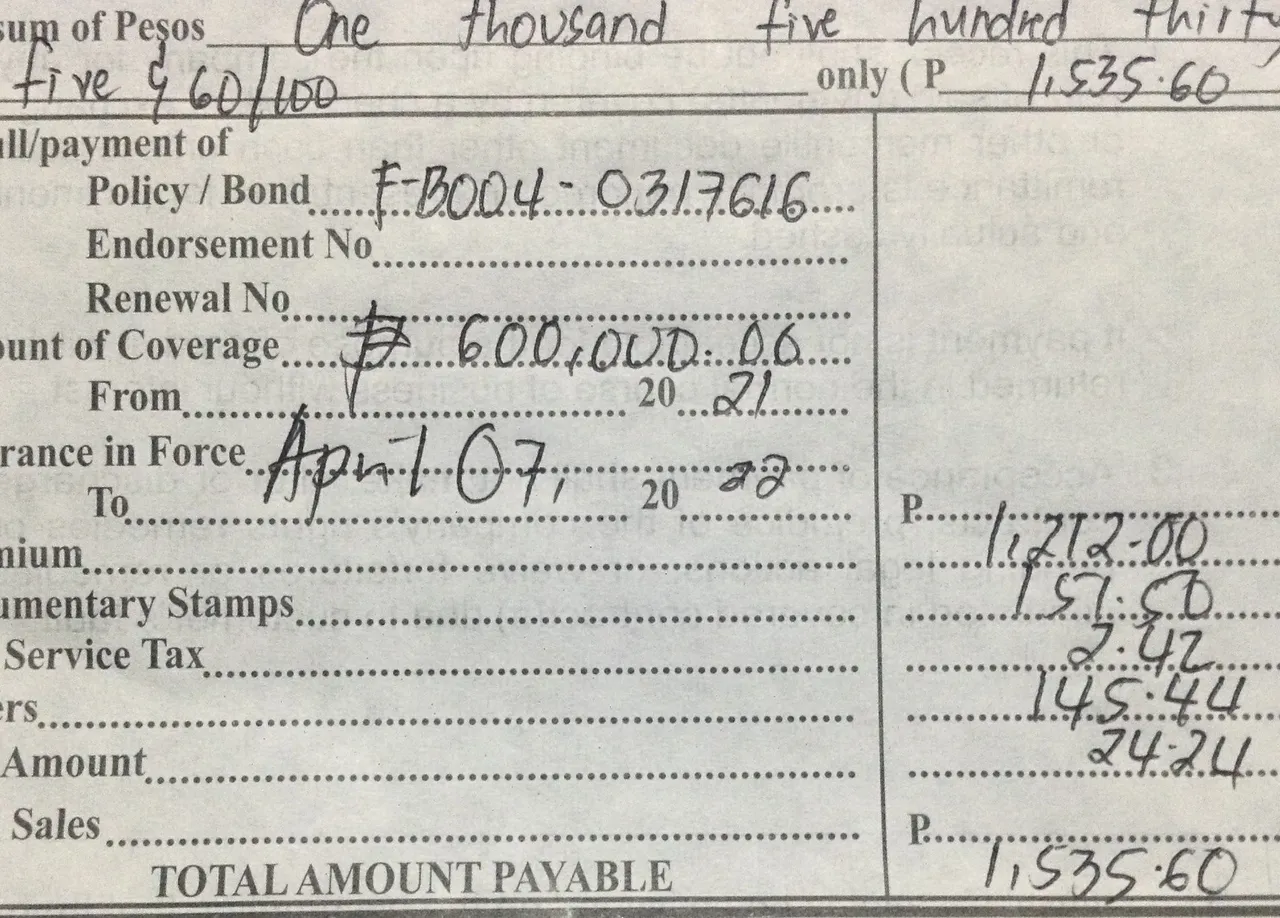 sum of Pesos One thousand five hundred thirty
five & 60/100 only ( P 1,535.60
all/payment of
Policy / Bond F-B004-0317616
Endorsement No
Renewal No
ount of Coverage ₱ 600,000.00
From 20 21
rance in Force April 07,
To 20 22 P
mium 1,212-00
umentary Stamps 151.50
Service Tax 2.42
ers 145.44
Amount 24.24
Sales P
TOTAL AMOUNT PAYABLE 1,535.60